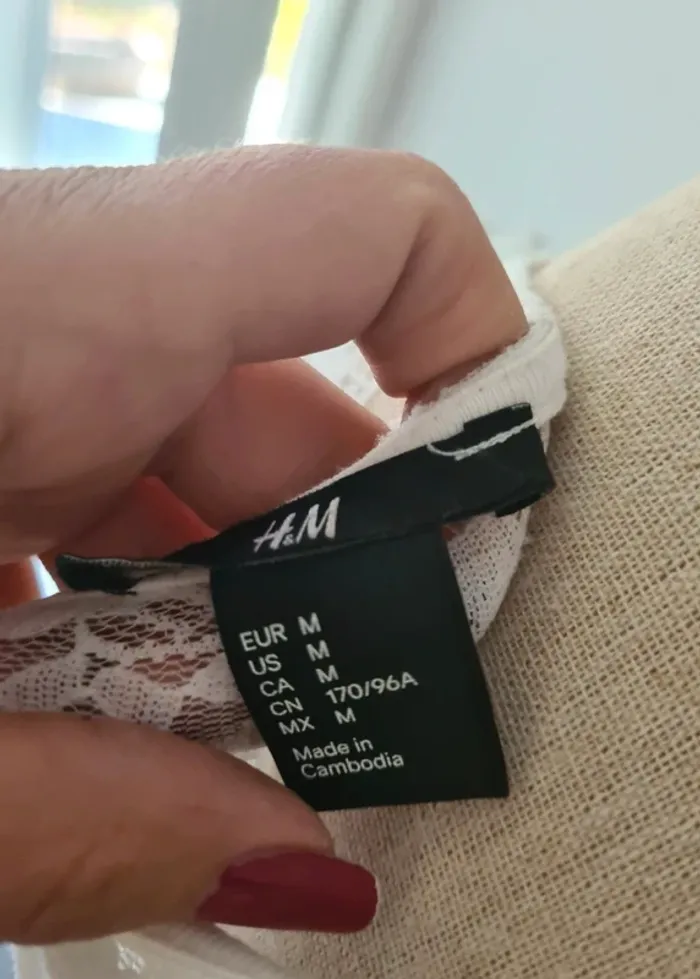 H&M
EUR M
US M
CA M
CN 170/96A
MX M
Made in
Cambodia